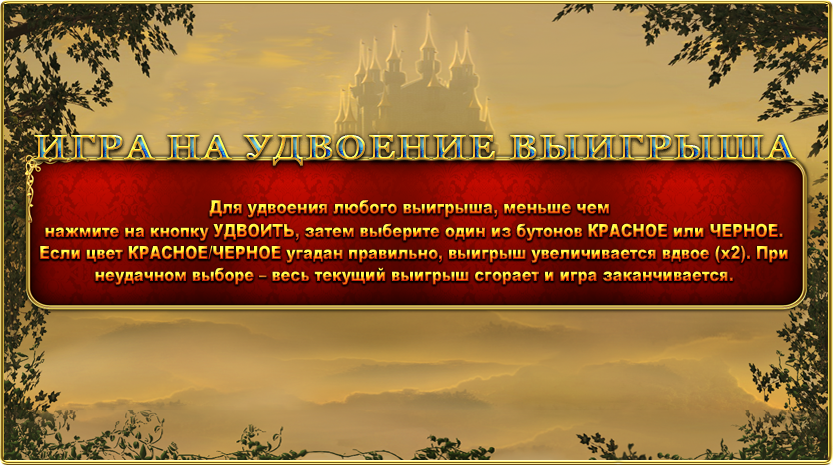 ИГРА НА УДВОЕНИЕ ВЫИГРЫША
Для удвоения любого выигрыша, меньше чем
нажмите на кнопку УДВОИТЬ, затем выберите один из бутонов КРАСНОЕ или ЧЕРНОЕ.
Если цвет КРАСНОЕ/ЧЕРНОЕ угадан правильно, выигрыш увеличивается вдвое (х2). При
неудачном выборе – весь текущий выигрыш сгорает и игра заканчивается.